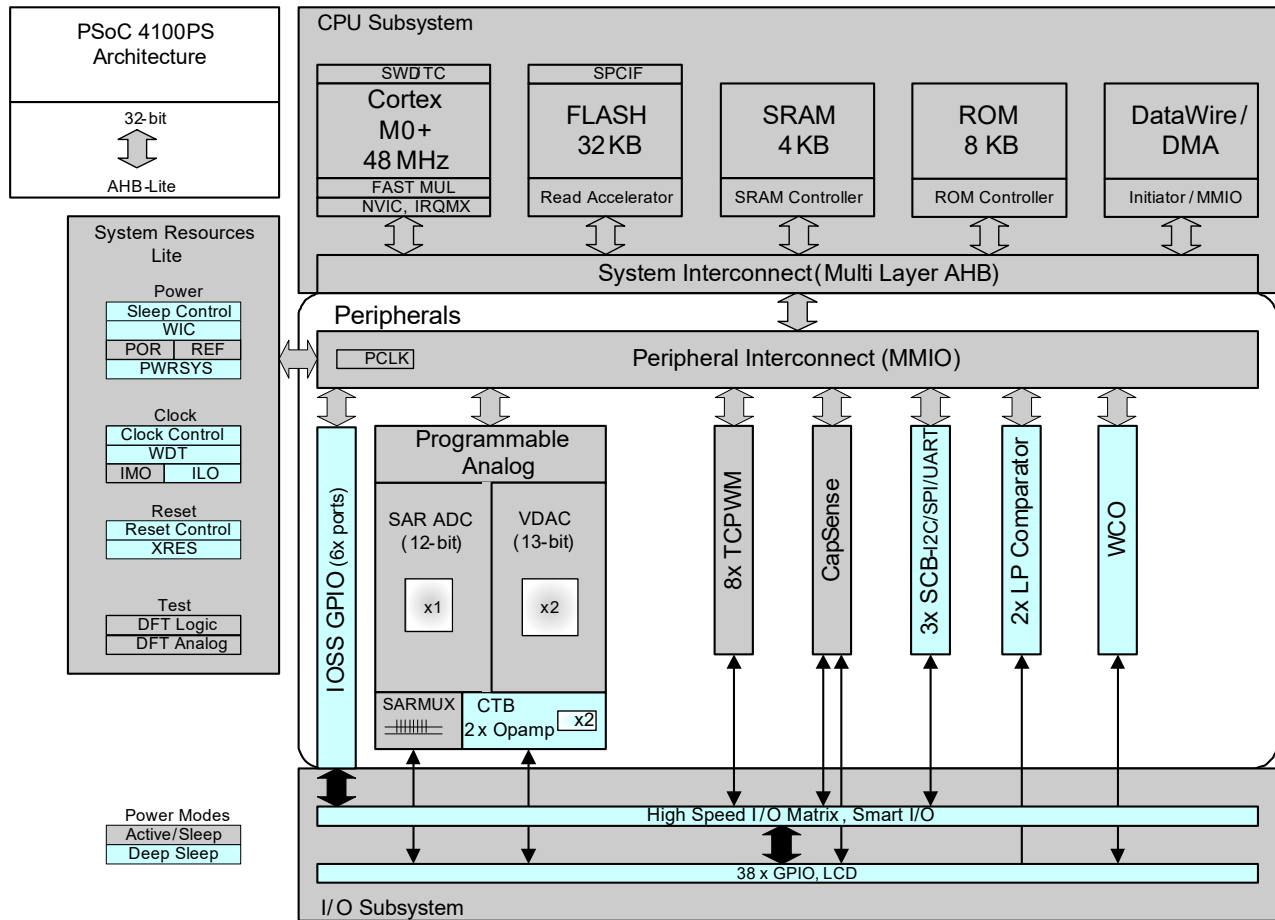 PSoC 4100PS
Architecture
32-bit
AHB-Lite
CPU Subsystem
SWD/TC
Cortex
M0+
48 MHz
FAST MUL
NVIC, IRQMX
SPCIF
FLASH
32 KB
Read Accelerator
SRAM
4 KB
SRAM Controller
ROM
8 KB
ROM Controller
DataWire/
DMA
Initiator/MMIO
System Interconnect (Multi Layer AHB)
System Resources
Lite
Power
Sleep Control
WIC
POR REF
PWRSYS
Clock
Clock Control
WDT
IMO ILO
Reset
Reset Control
XRES
Test
DFT Logic
DFT Analog
Peripherals
PCLK
Peripheral Interconnect (MMIO)
IOSS GPIO (6x ports)
Programmable
Analog
SAR ADC
(12-bit)
x1
VDAC
(13-bit)
x2
SARMUX
CTB
2x Opamp
x2
8x TCPWM
CapSense
3x SCB-I2C/SPI/UART
2x LP Comparator
WCO
Power Modes
Active/Sleep
Deep Sleep
High Speed I/O Matrix, Smart I/O
38 x GPIO, LCD
I/O Subsystem